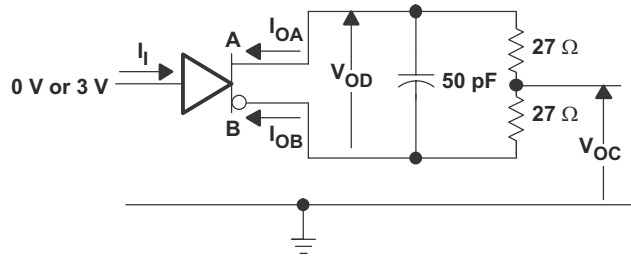 A
I_OA
I_I
0 V or 3 V
V_OD
50 pF
27 Ω
27 Ω
B
I_OB
V_OC